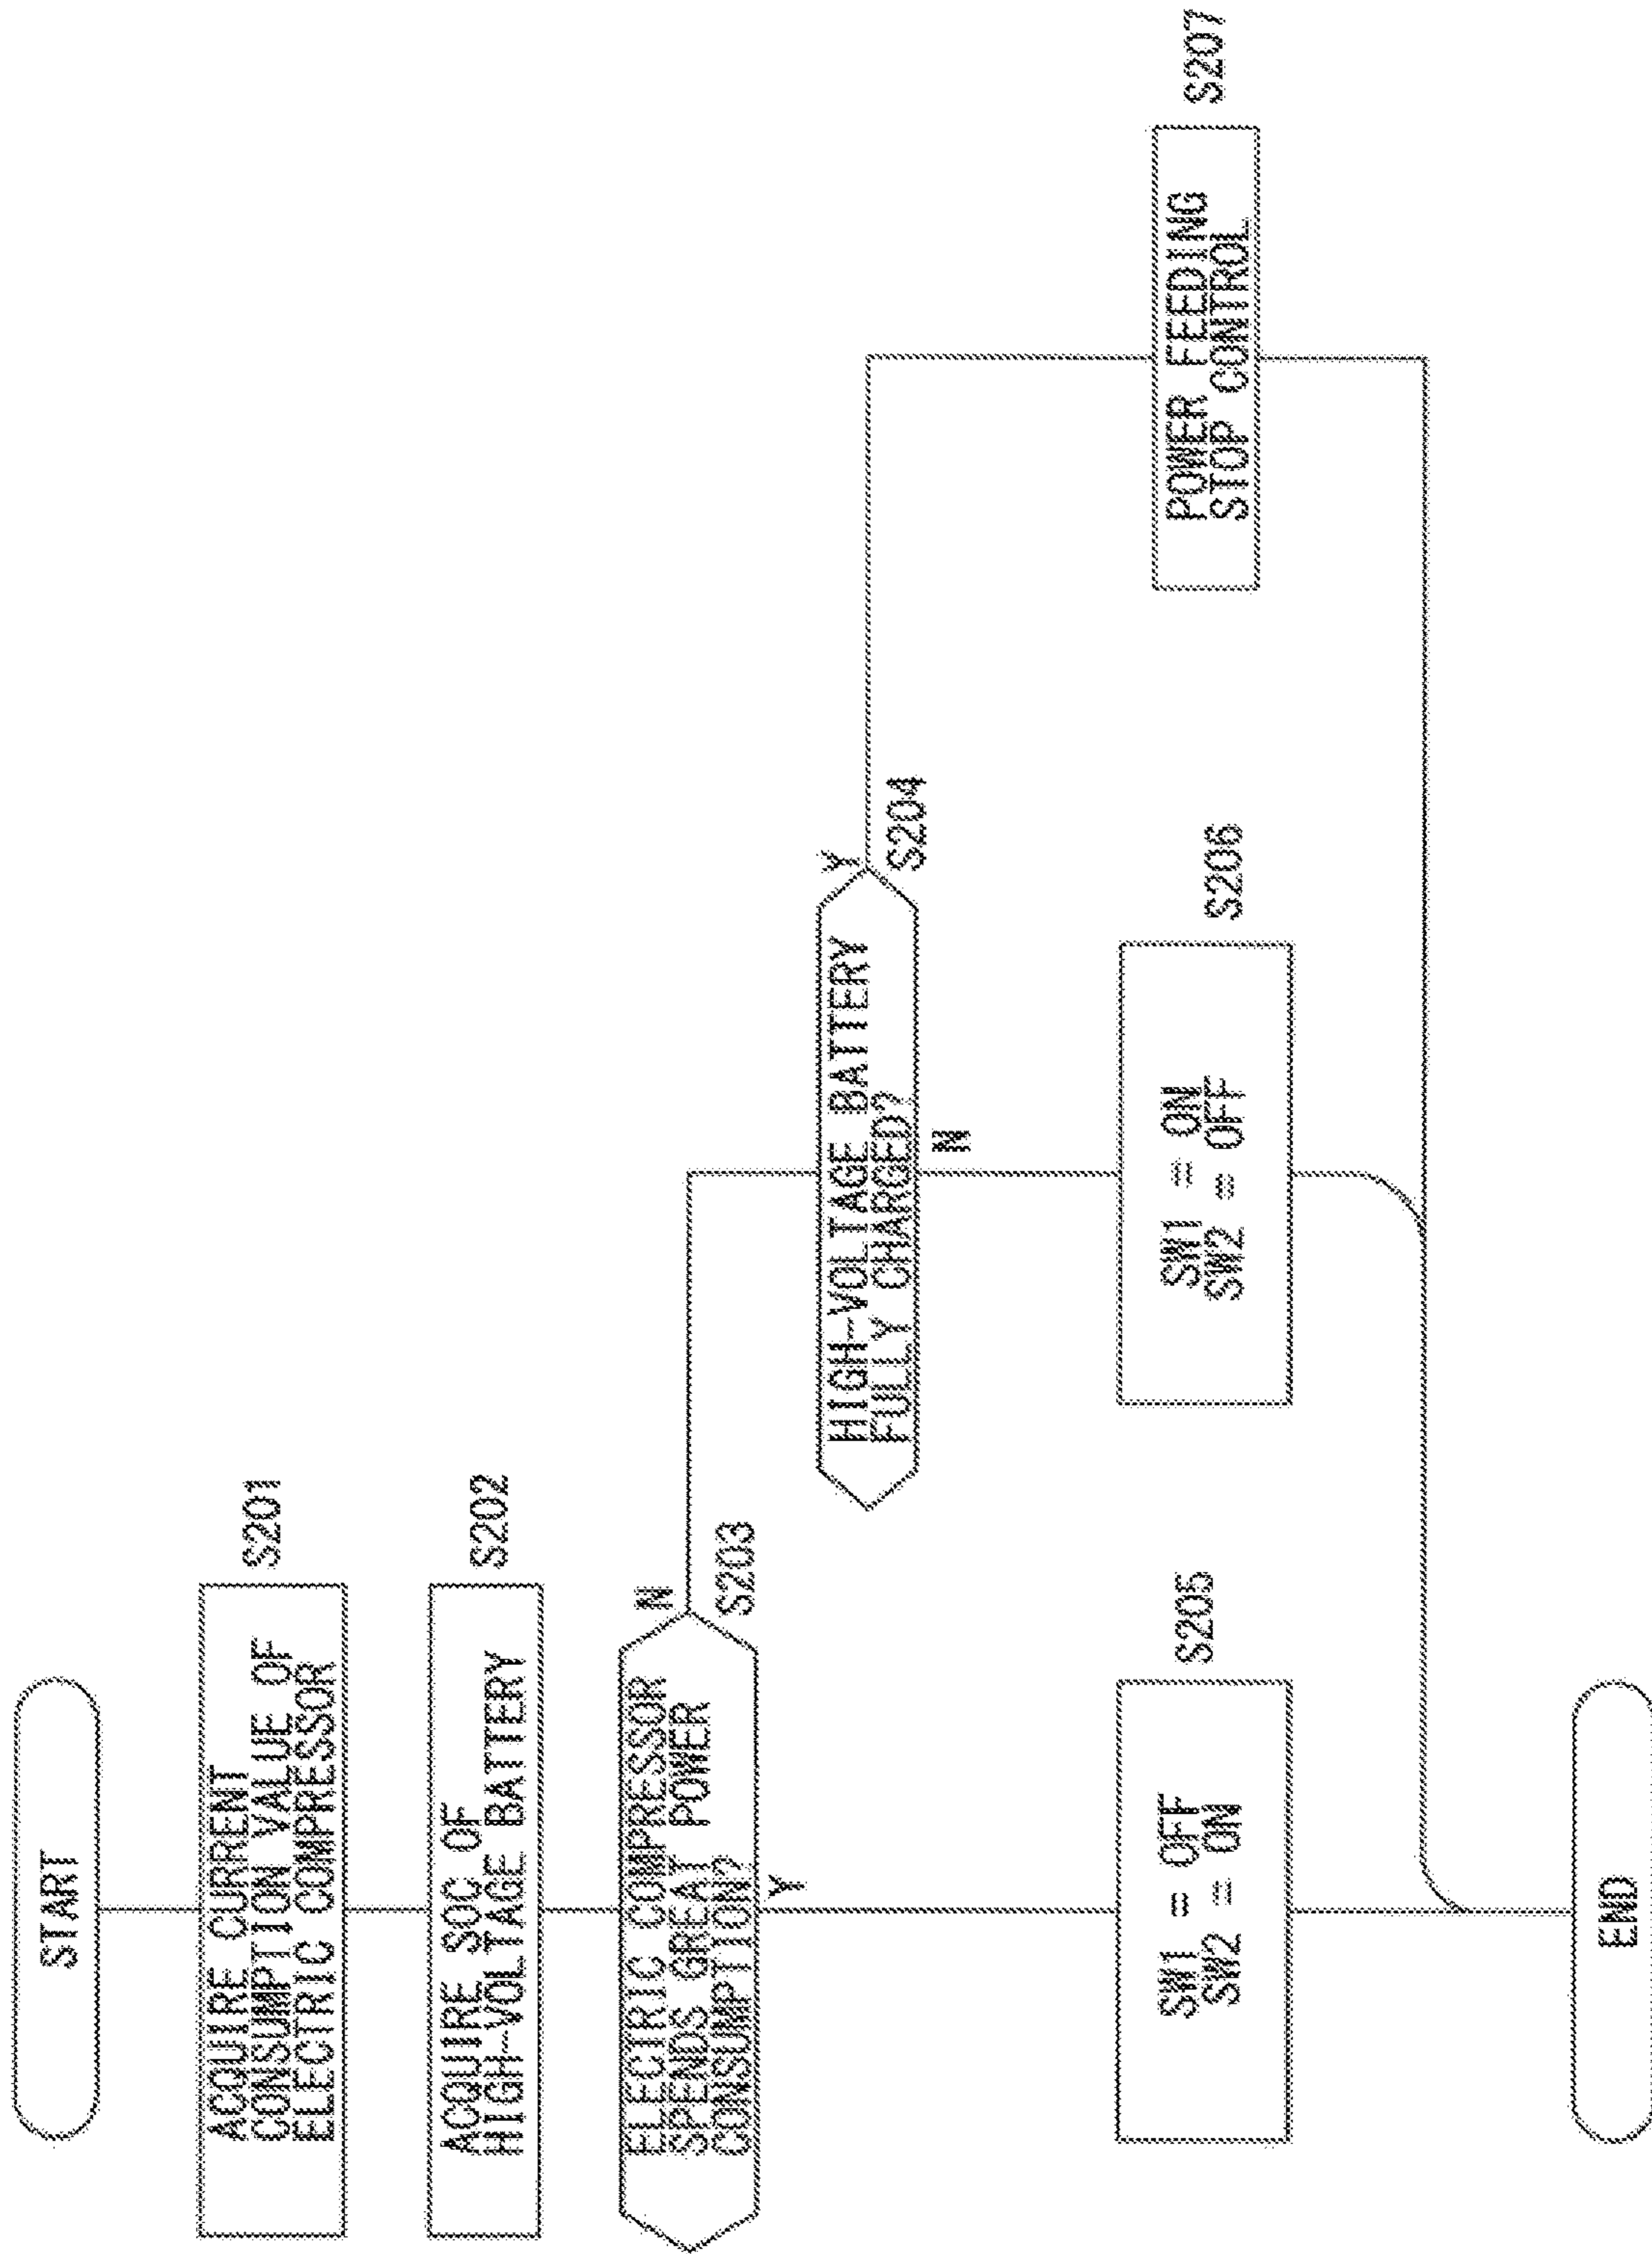 START
ACQUIRE CURRENT
CONSUMPTION VALUE OF
ELECTRIC COMPRESSOR
S201
ACQUIRE SOC OF
HIGH-VOLTAGE BATTERY
S202
ELECTRIC COMPRESSOR
SPENDS GREAT POWER
CONSUMPTION?
N
S203
Y
HIGH-VOLTAGE BATTERY
FULLY CHARGED?
Y
S204
N
SW1 = OFF
SW2 = ON
S205
SW1 = ON
SW2 = OFF
S206
POWER FEEDING
STOP CONTROL
S207
END